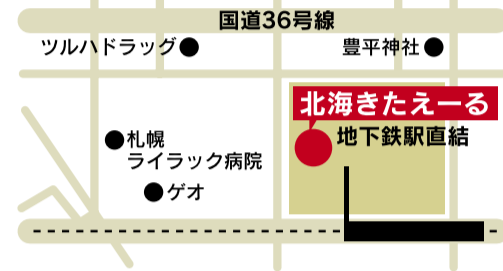 国道36号線
ツルハドラッグ
豊平神社
北海きたえーる
地下鉄駅直結
札幌
ライラック病院
ゲオ